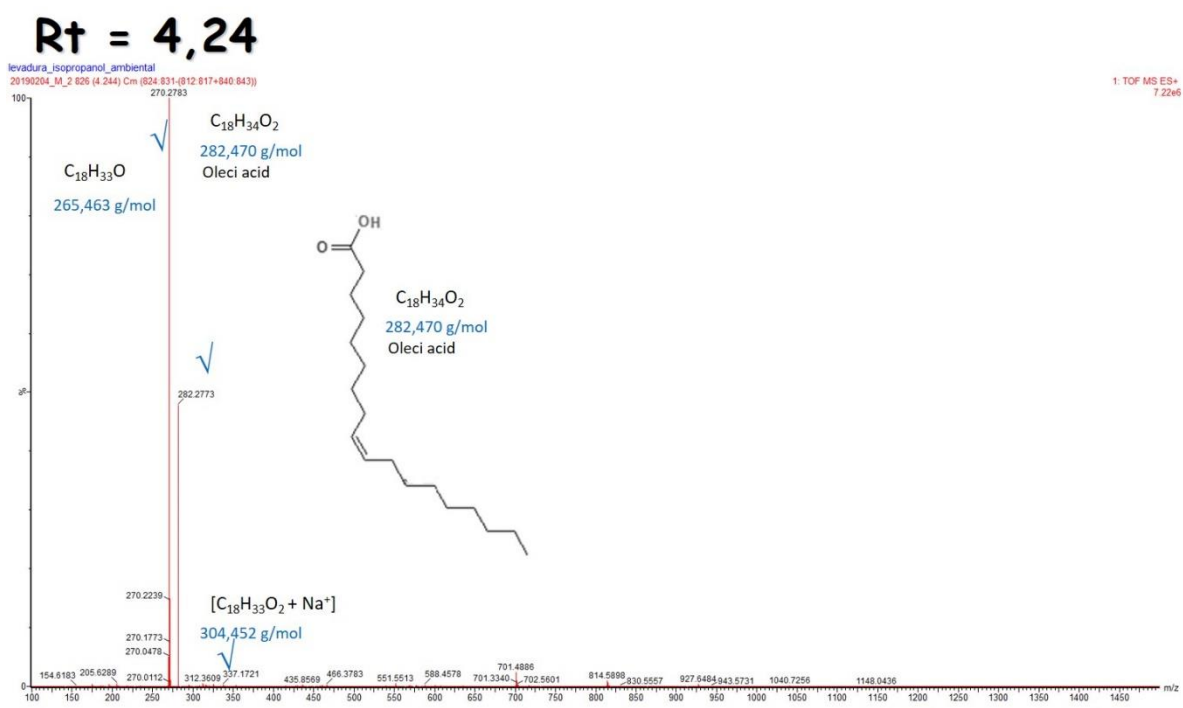 Rt = 4,24
levadura_isopropanol_ambiental
20190204_M_2 826 (4.244) Cm (824:831-(812:817+840:843))
1: TOF MS ES+
7.22e6
100
270.2783
C₁₈H₃₄O₂
282,470 g/mol
Oleci acid
C₁₈H₃₃O
265,463 g/mol
OH
O
C₁₈H₃₄O₂
282,470 g/mol
Oleci acid
%
282.2773
270.2239
[C₁₈H₃₃O₂ + Na⁺]
304,452 g/mol
270.1773
270.0478
154.6183 205.6289 270.0112 312.3609 337.1721 435.8569 466.3783 551.5513 588.4578 701.3340 701.4886 702.5601 814.5898 830.5557 927.6484 943.5731 1040.7256 1148.0436
0
m/z
100 150 200 250 300 350 400 450 500 550 600 650 700 750 800 850 900 950 1000 1050 1100 1150 1200 1250 1300 1350 1400 1450